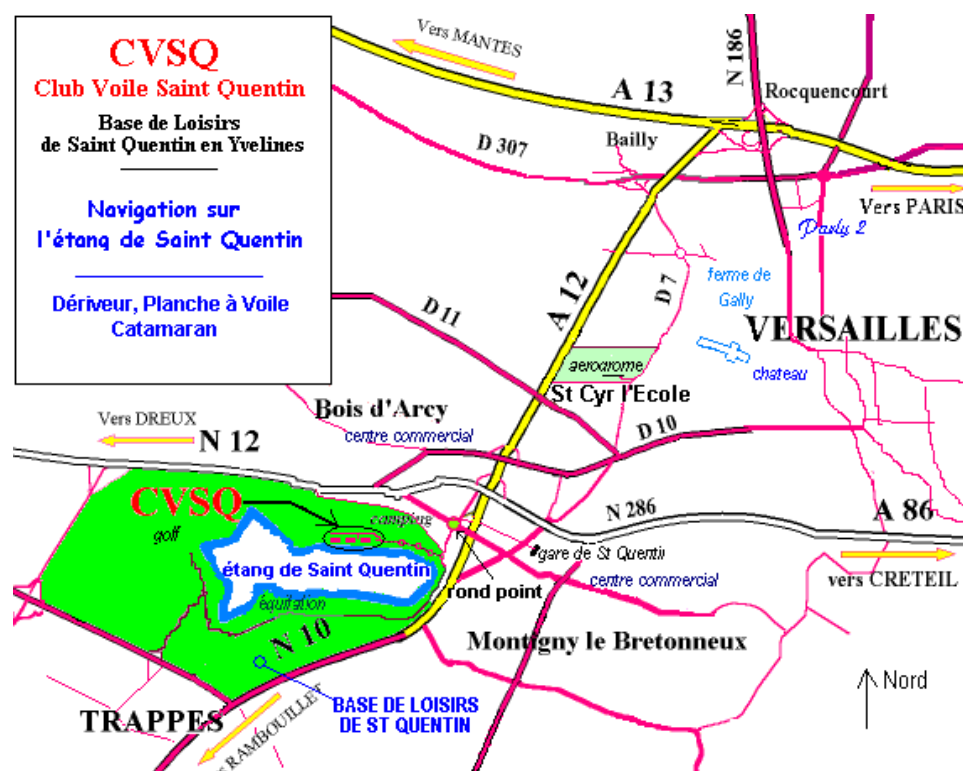 CVSQ
Club Voile Saint Quentin
Base de Loisirs
de Saint Quentin en Yvelines
Navigation sur
l'étang de Saint Quentin
Dériveur, Planche à Voile
Catamaran
Vers MANTES
A 13
N 186
Rocquencourt
Bailly
D 307
Vers PARIS
Parly 2
A 12
D 7
ferme de
Gally
VERSAILLES
chateau
D 11
aerodrome
St Cyr l'Ecole
Bois d'Arcy
centre commercial
D 10
Vers DREUX
N 12
N 286
A 86
vers CRETEIL
CVSQ
camping
golf
gare de St Quentin
centre commercial
étang de Saint Quentin
rond point
équitation
N 10
Montigny le Bretonneux
Nord
BASE DE LOISIRS
DE ST QUENTIN
TRAPPES
RAMBOUILLET